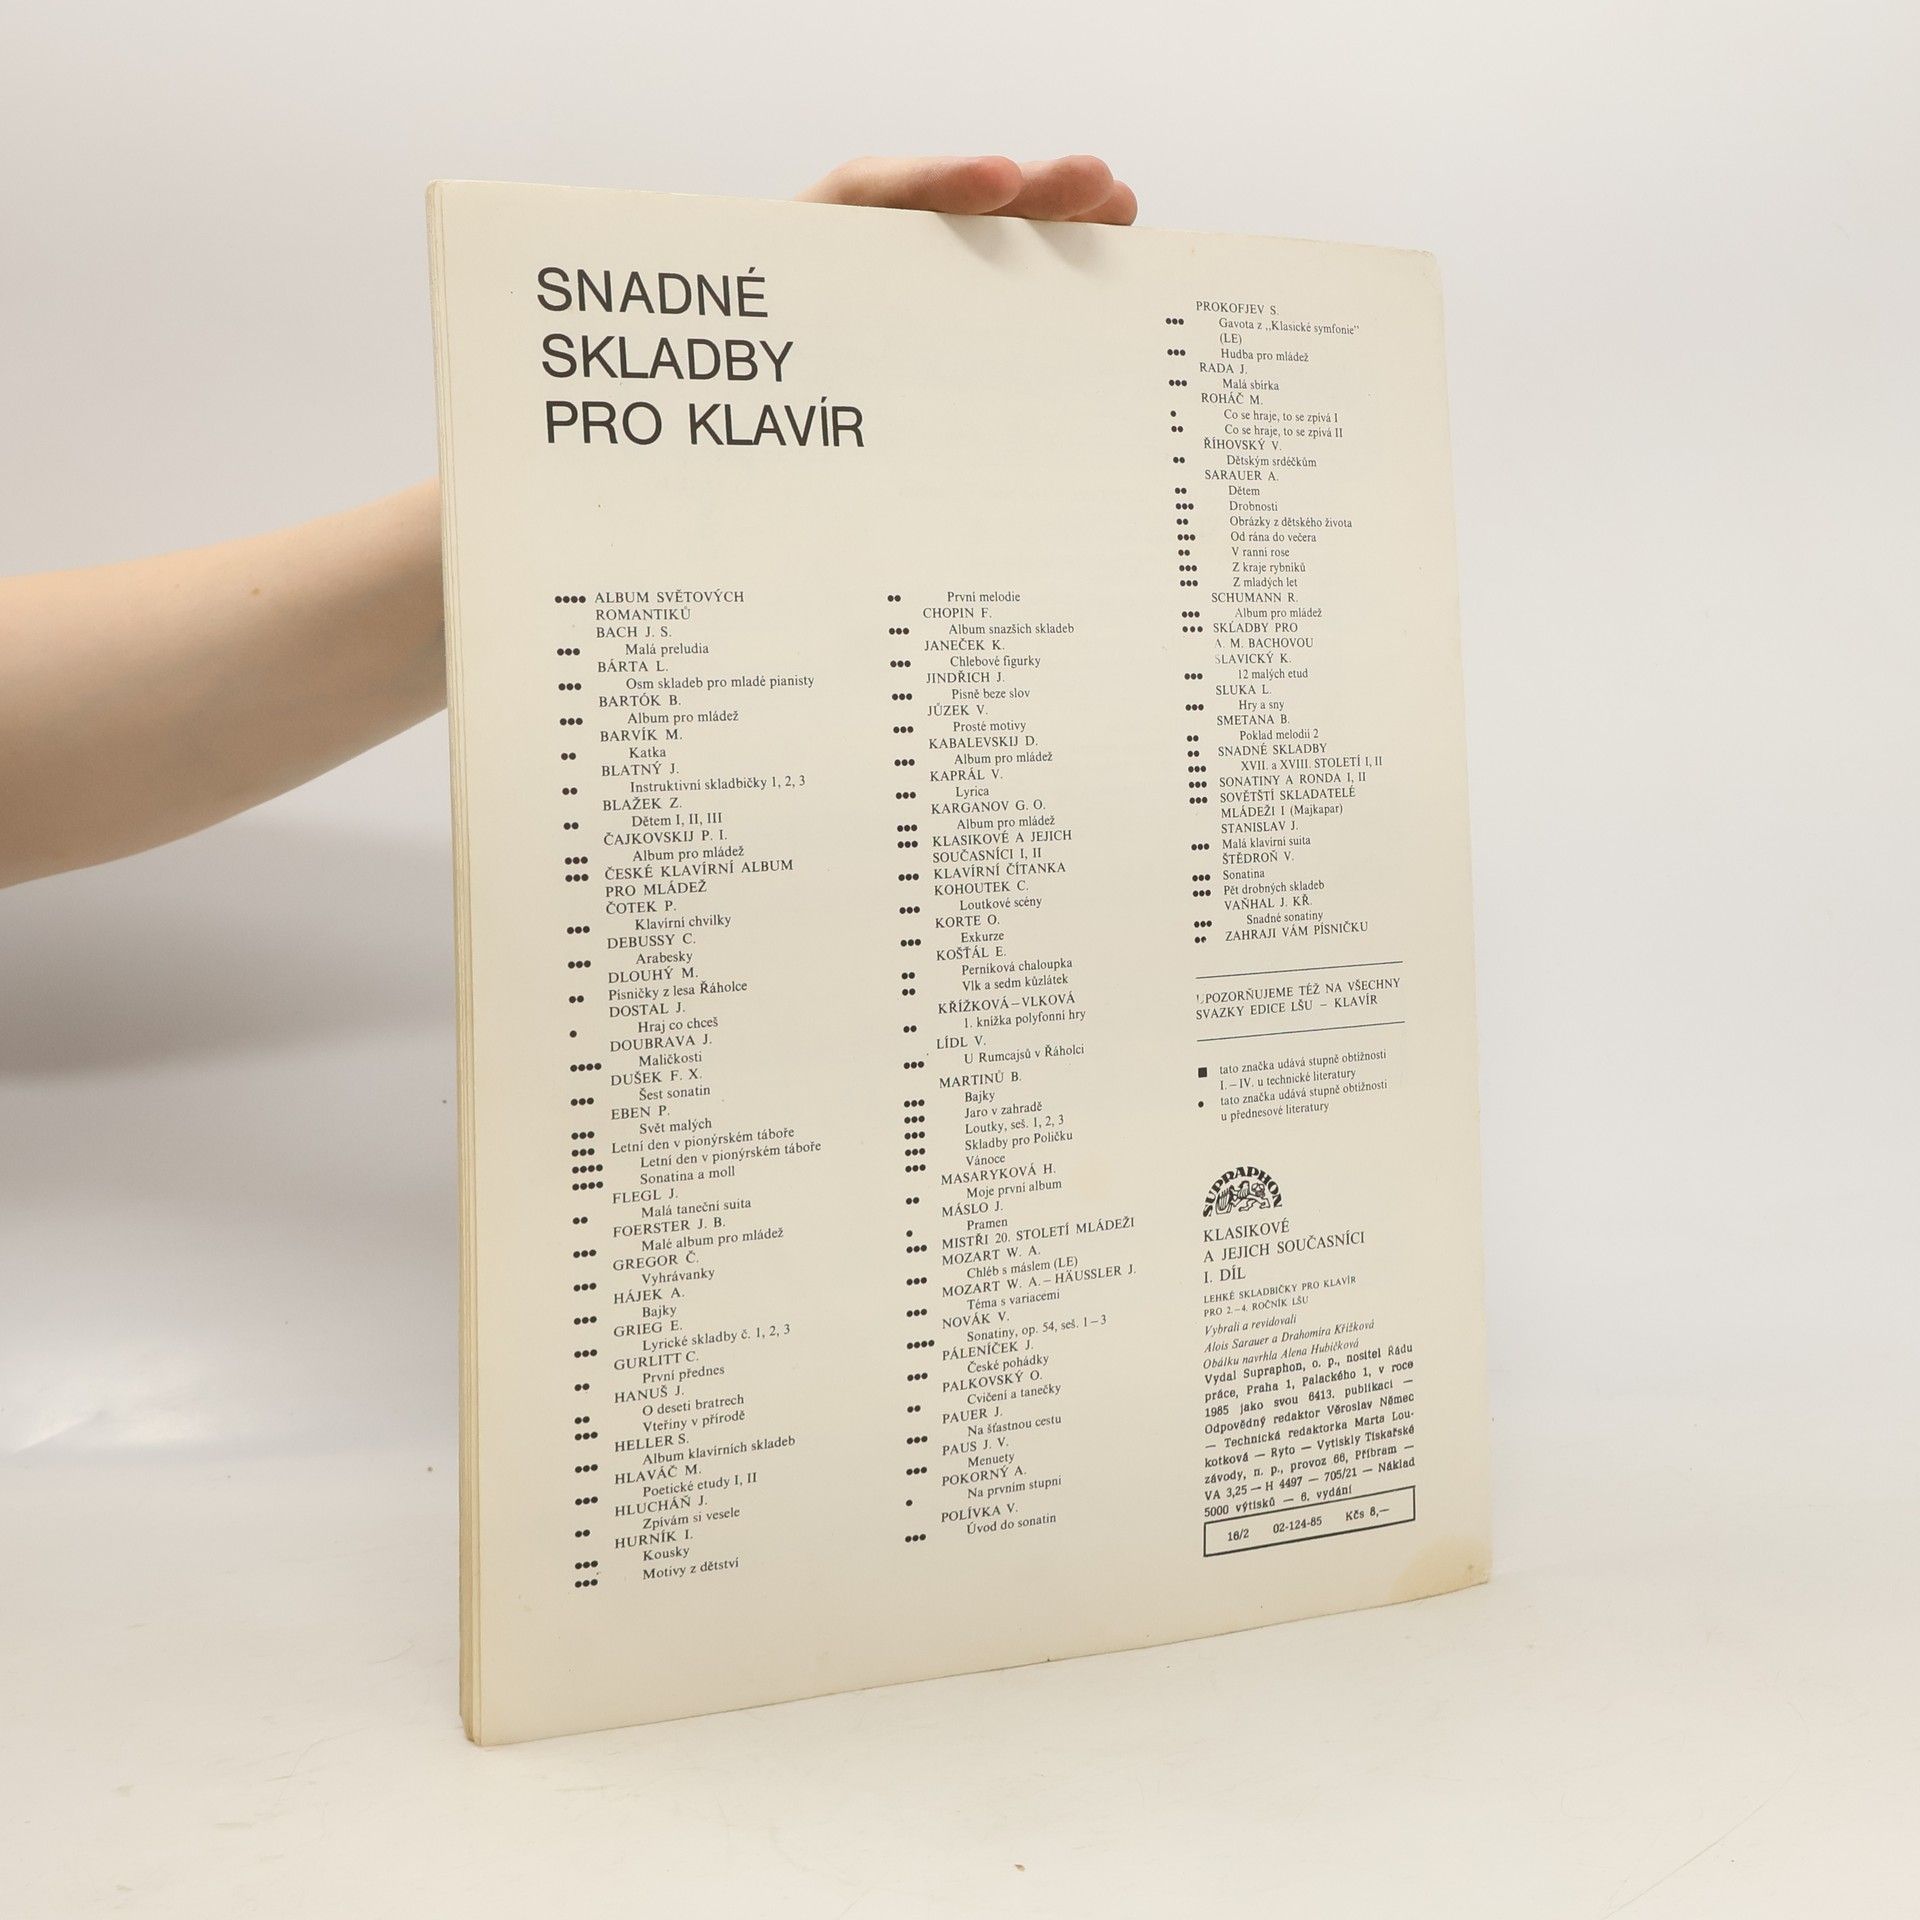 SNADNÉ
SKLADBY
PRO KLAVÍR
•••• ALBUM SVĚTOVÝCH
ROMANTIKŮ
BACH J. S.
••• Malá preludia
BÁRTA L.
••• Osm skladeb pro mladé pianisty
BARTÓK B.
••• Album pro mládež
BARVÍK M.
•• Katka
BLATNÝ J.
•• Instruktivní skladbičky 1, 2, 3
BLAŽEK Z.
•• Dětem I, II, III
ČAJKOVSKIJ P. I.
••• Album pro mládež
••• ČESKÉ KLAVÍRNÍ ALBUM
PRO MLÁDEŽ
ČOTEK P.
••• Klavírní chvilky
DEBUSSY C.
••• Arabesky
DLOUHÝ M.
•• Písničky z lesa Řáholce
DOSTAL J.
• Hraj co chceš
DOUBRAVA J.
•••• Maličkosti
DUŠEK F. X.
••• Šest sonatin
EBEN P.
••• Svět malých
••• Letní den v pionýrském táboře
•••• Letní den v pionýrském táboře
•••• Sonatina a moll
FLEGL J.
•• Malá taneční suita
FOERSTER J. B.
••• Malé album pro mládež
GREGOR Č.
••• Vyhrávanky
HÁJEK A.
••• Bajky
GRIEG E.
••• Lyrické skladby č. 1, 2, 3
GURLITT C.
•• První přednes
HANUŠ J.
•• O deseti bratrech
••• Vteřiny v přírodě
HELLER S.
••• Album klavírních skladeb
HLAVÁČ M.
••• Poetické etudy I, II
HLUCHÁŇ J.
•• Zpívám si vesele
HURNÍK I.
••• Kousky
••• Motivy z dětství
•• První melodie
CHOPIN F.
••• Album snazších skladeb
JANEČEK K.
••• Chlebové figurky
JINDŘICH J.
••• Písně beze slov
JŮZEK V.
••• Prosté motivy
KABALEVSKIJ D.
••• Album pro mládež
KAPRÁL V.
••• Lyrica
KARGANOV G. O.
••• Album pro mládež
••• KLASIKOVÉ A JEJICH
SOUČASNÍCI I, II
••• KLAVÍRNÍ ČÍTANKA
KOHOUTEK C.
••• Loutkové scény
KORTE O.
••• Exkurze
KOŠŤÁL E.
•• Perníková chaloupka
•• Vlk a sedm kůzlátek
KŘÍŽKOVÁ–VLKOVÁ
•• 1. knížka polyfonní hry
LÍDL V.
••• U Rumcajsů v Řáholci
MARTINŮ B.
••• Bajky
••• Jaro v zahradě
••• Loutky, seš. 1, 2, 3
••• Skladby pro Poličku
••• Vánoce
MASARYKOVÁ H.
•• Moje první album
MÁSLO J.
• Pramen
••• MISTŘI 20. STOLETÍ MLÁDEŽI
MOZART W. A.
••• Chléb s máslem (LE)
MOZART W. A. – HÄUSSLER J.
••• Téma s variacemi
NOVÁK V.
•••• Sonatiny, op. 54, seš. 1–3
PÁLENÍČEK J.
••• České pohádky
PALKOVSKÝ O.
•• Cvičení a tanečky
PAUER J.
••• Na šťastnou cestu
PAUS J. V.
••• Menuety
POKORNÝ A.
• Na prvním stupni
POLÍVKA V.
••• Úvod do sonatin
PROKOFJEV S.
••• Gavota z „Klasické symfonie"
(LE)
••• Hudba pro mládež
RADA J.
••• Malá sbírka
ROHÁČ M.
• Co se hraje, to se zpívá I
•• Co se hraje, to se zpívá II
ŘÍHOVSKÝ V.
•• Dětským srdéčkům
SARAUER A.
•• Dětem
••• Drobnosti
•• Obrázky z dětského života
••• Od rána do večera
•• V ranní rose
••• Z kraje rybníků
••• Z mladých let
SCHUMANN R.
••• Album pro mládež
••• SKLADBY PRO
A. M. BACHOVOU
SLAVICKÝ K.
••• 12 malých etud
SLUKA L.
••• Hry a sny
SMETANA B.
•• Poklad melodií 2
•• SNADNÉ SKLADBY
••• XVII. a XVIII. STOLETÍ I, II
••• SONATINY A RONDA I, II
••• SOVĚTŠTÍ SKLADATELÉ
MLÁDEŽI I (Majkapar)
STANISLAV J.
••• Malá klavírní suita
ŠTĚDROŇ V.
••• Sonatina
••• Pět drobných skladeb
VAŇHAL J. KŘ.
••• Snadné sonatiny
•• ZAHRAJI VÁM PÍSNIČKU
UPOZORŇUJEME TÉŽ NA VŠECHNY
SVAZKY EDICE LŠU – KLAVÍR
■ tato značka udává stupně obtížnosti
I.–IV. u technické literatury
• tato značka udává stupně obtížnosti
u přednesové literatury
SUPRAPHON
KLASIKOVÉ
A JEJICH SOUČASNÍCI
I. DÍL
LEHKÉ SKLADBIČKY PRO KLAVÍR
PRO 2.–4. ROČNÍK LŠU
Vybrali a revidovali
Alois Sarauer a Drahomíra Křížková
Obálku navrhla Alena Hubičková
Vydal Supraphon, o. p., nositel Řádu
práce, Praha 1, Palackého 1, v roce
1985 jako svou 6413. publikaci —
Odpovědný redaktor Věroslav Němec
— Technická redaktorka Marta Lou-
kotková — Ryto — Vytiskly Tiskařské
závody, n. p., provoz 66, Příbram —
VA 3,25 — H 4497 — 705/21 — Náklad
5000 výtisků — 6. vydání
16/2 02-124-85 Kčs 8,—